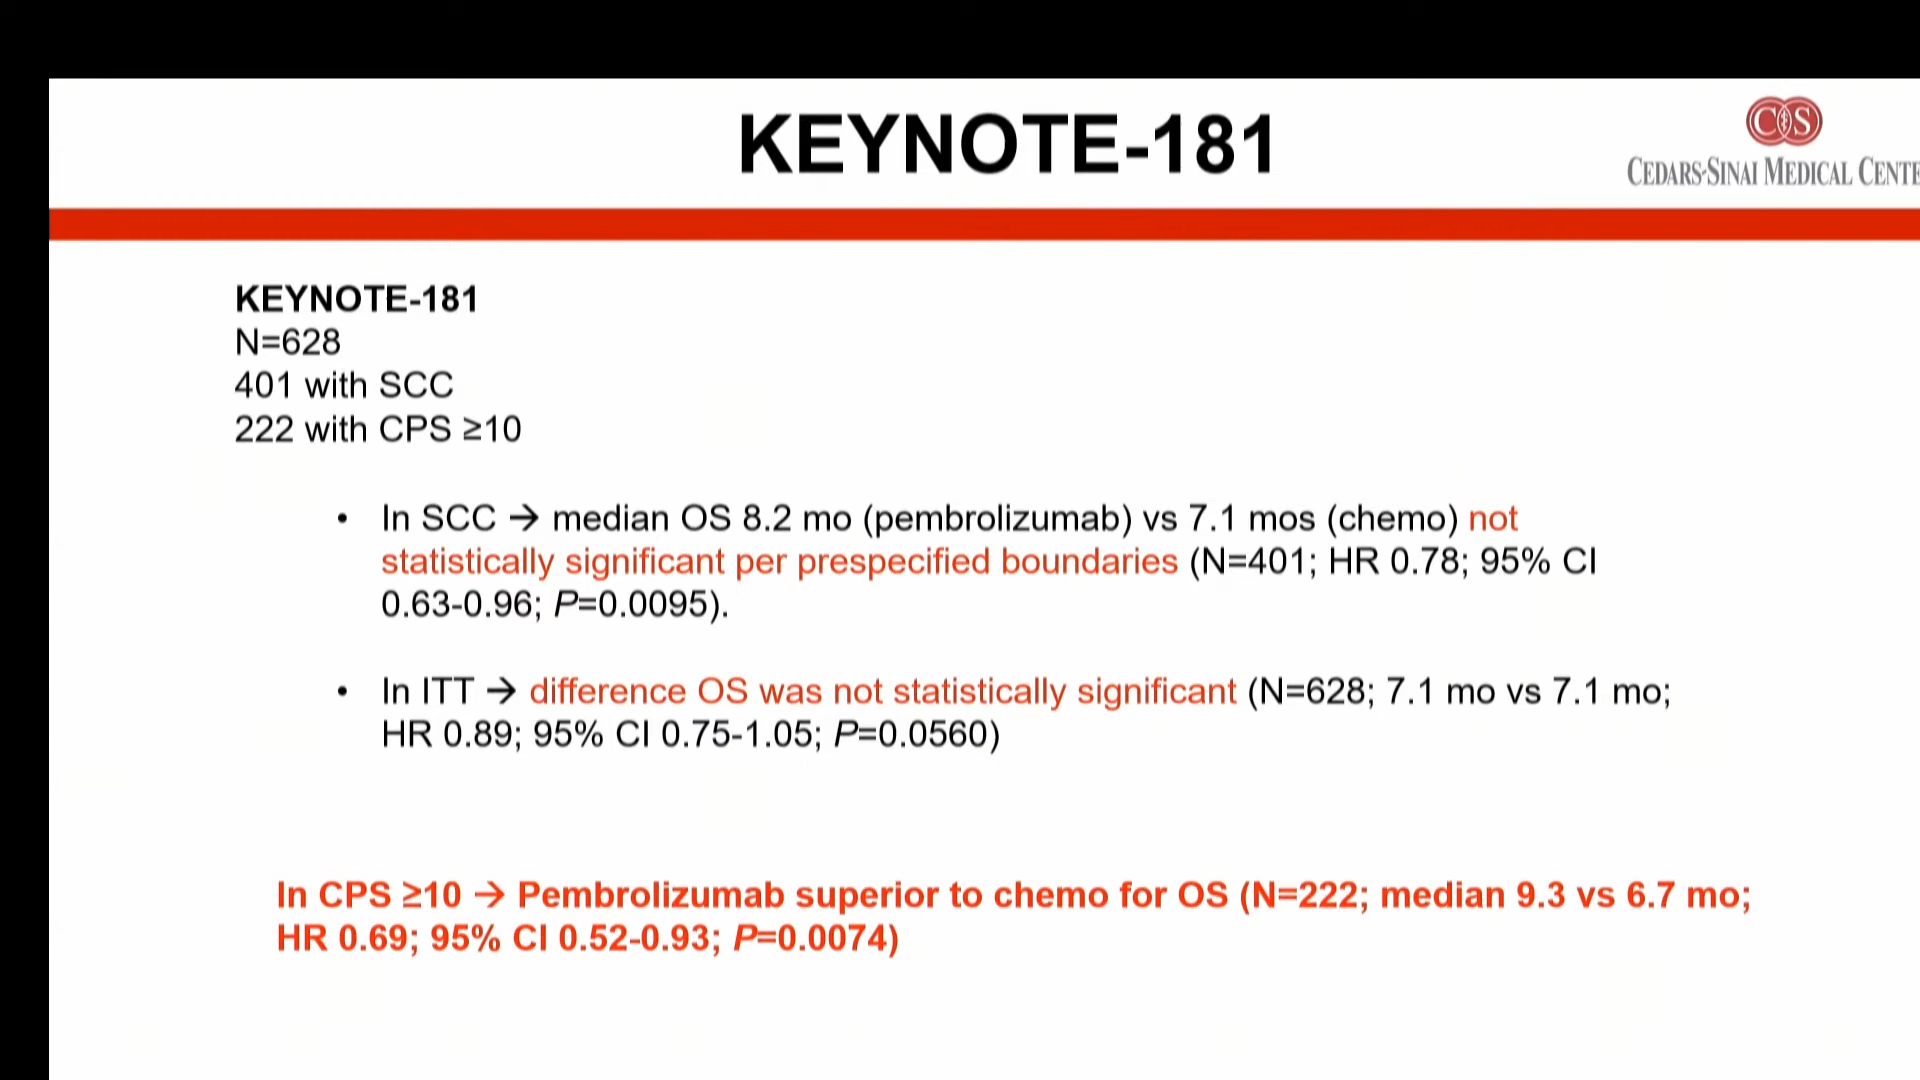 KEYNOTE-181
CS
CEDARS-SINAI MEDICAL CENTE
KEYNOTE-181
N=628
401 with SCC
222 with CPS ≥10
• In SCC → median OS 8.2 mo (pembrolizumab) vs 7.1 mos (chemo) not
statistically significant per prespecified boundaries (N=401; HR 0.78; 95% CI
0.63-0.96; P=0.0095).
• In ITT → difference OS was not statistically significant (N=628; 7.1 mo vs 7.1 mo;
HR 0.89; 95% CI 0.75-1.05; P=0.0560)
In CPS ≥10 → Pembrolizumab superior to chemo for OS (N=222; median 9.3 vs 6.7 mo;
HR 0.69; 95% CI 0.52-0.93; P=0.0074)